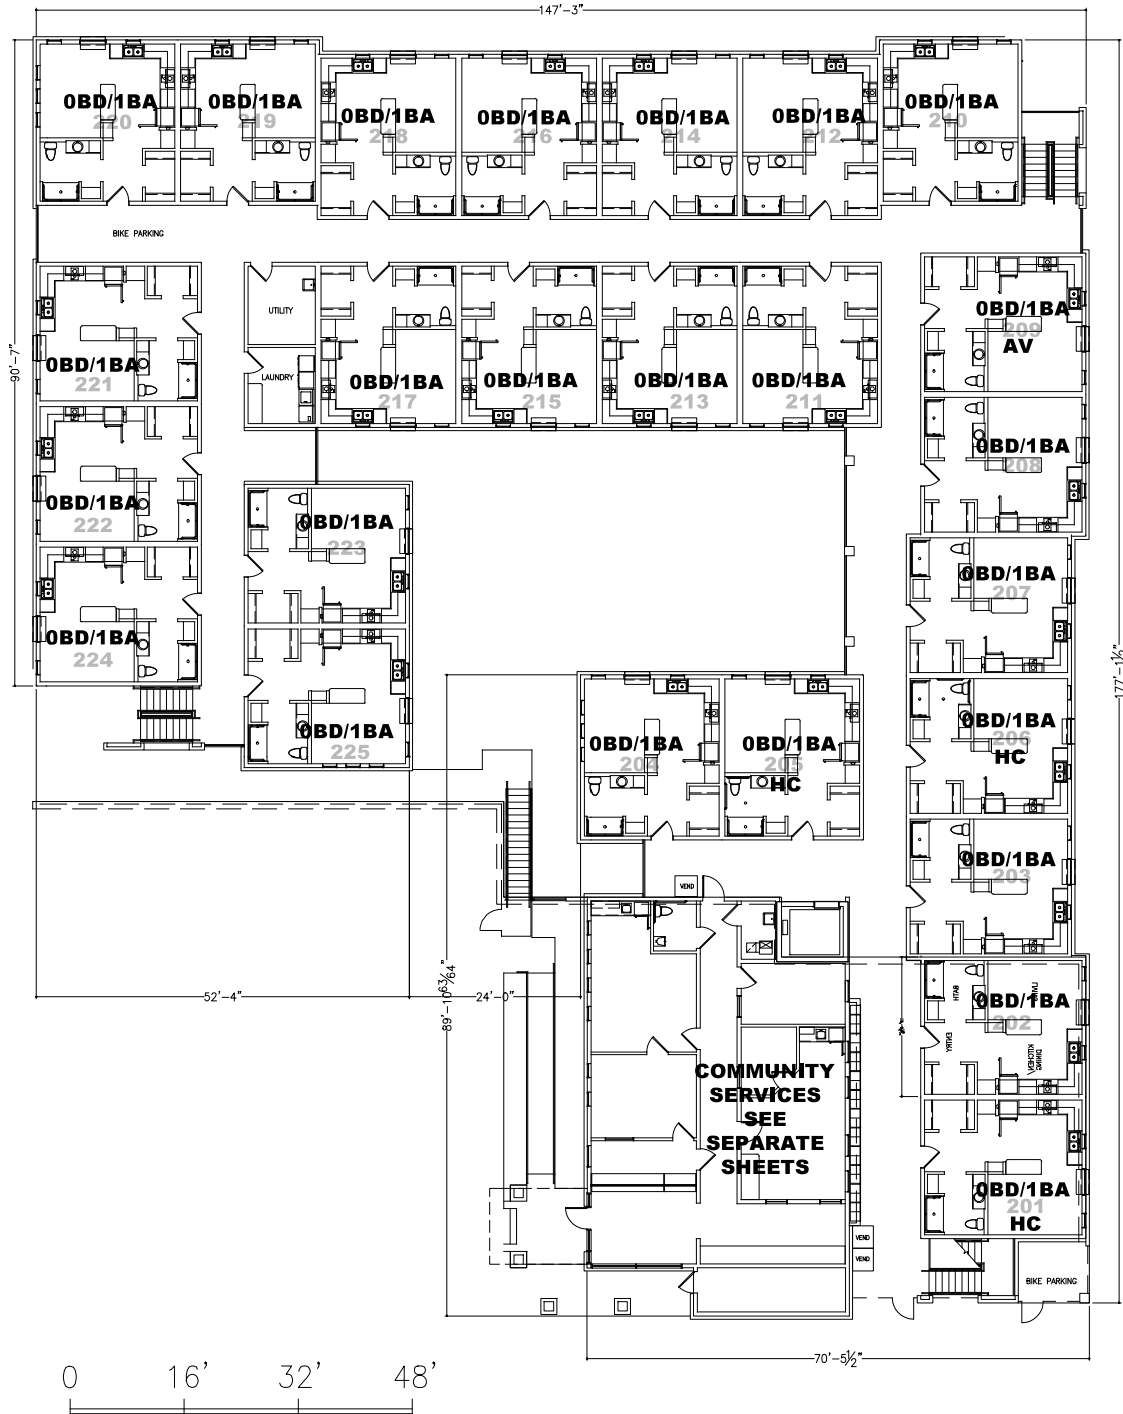 147'-3"
0BD/1BA
220
0BD/1BA
219
0BD/1BA
218
0BD/1BA
216
0BD/1BA
214
0BD/1BA
212
0BD/1BA
210
BIKE PARKING
90'-7"
0BD/1BA
221
UTILITY
LAUNDRY
0BD/1BA
217
0BD/1BA
215
0BD/1BA
213
0BD/1BA
211
0BD/1BA
209
AV
0BD/1BA
208
0BD/1BA
222
0BD/1BA
223
0BD/1BA
207
0BD/1BA
224
0BD/1BA
225
177'-1½"
0BD/1BA
204
0BD/1BA
205
HC
0BD/1BA
206
HC
0BD/1BA
203
VEND
52'-4"
24'-0"
89'-10 63/64"
0BD/1BA
202
BATH
LIVING
ENTRY
DINING
KITCHEN/
COMMUNITY
SERVICES
SEE
SEPARATE
SHEETS
0BD/1BA
201
HC
VEND
VEND
BIKE PARKING
70'-5½"
0 16' 32' 48'